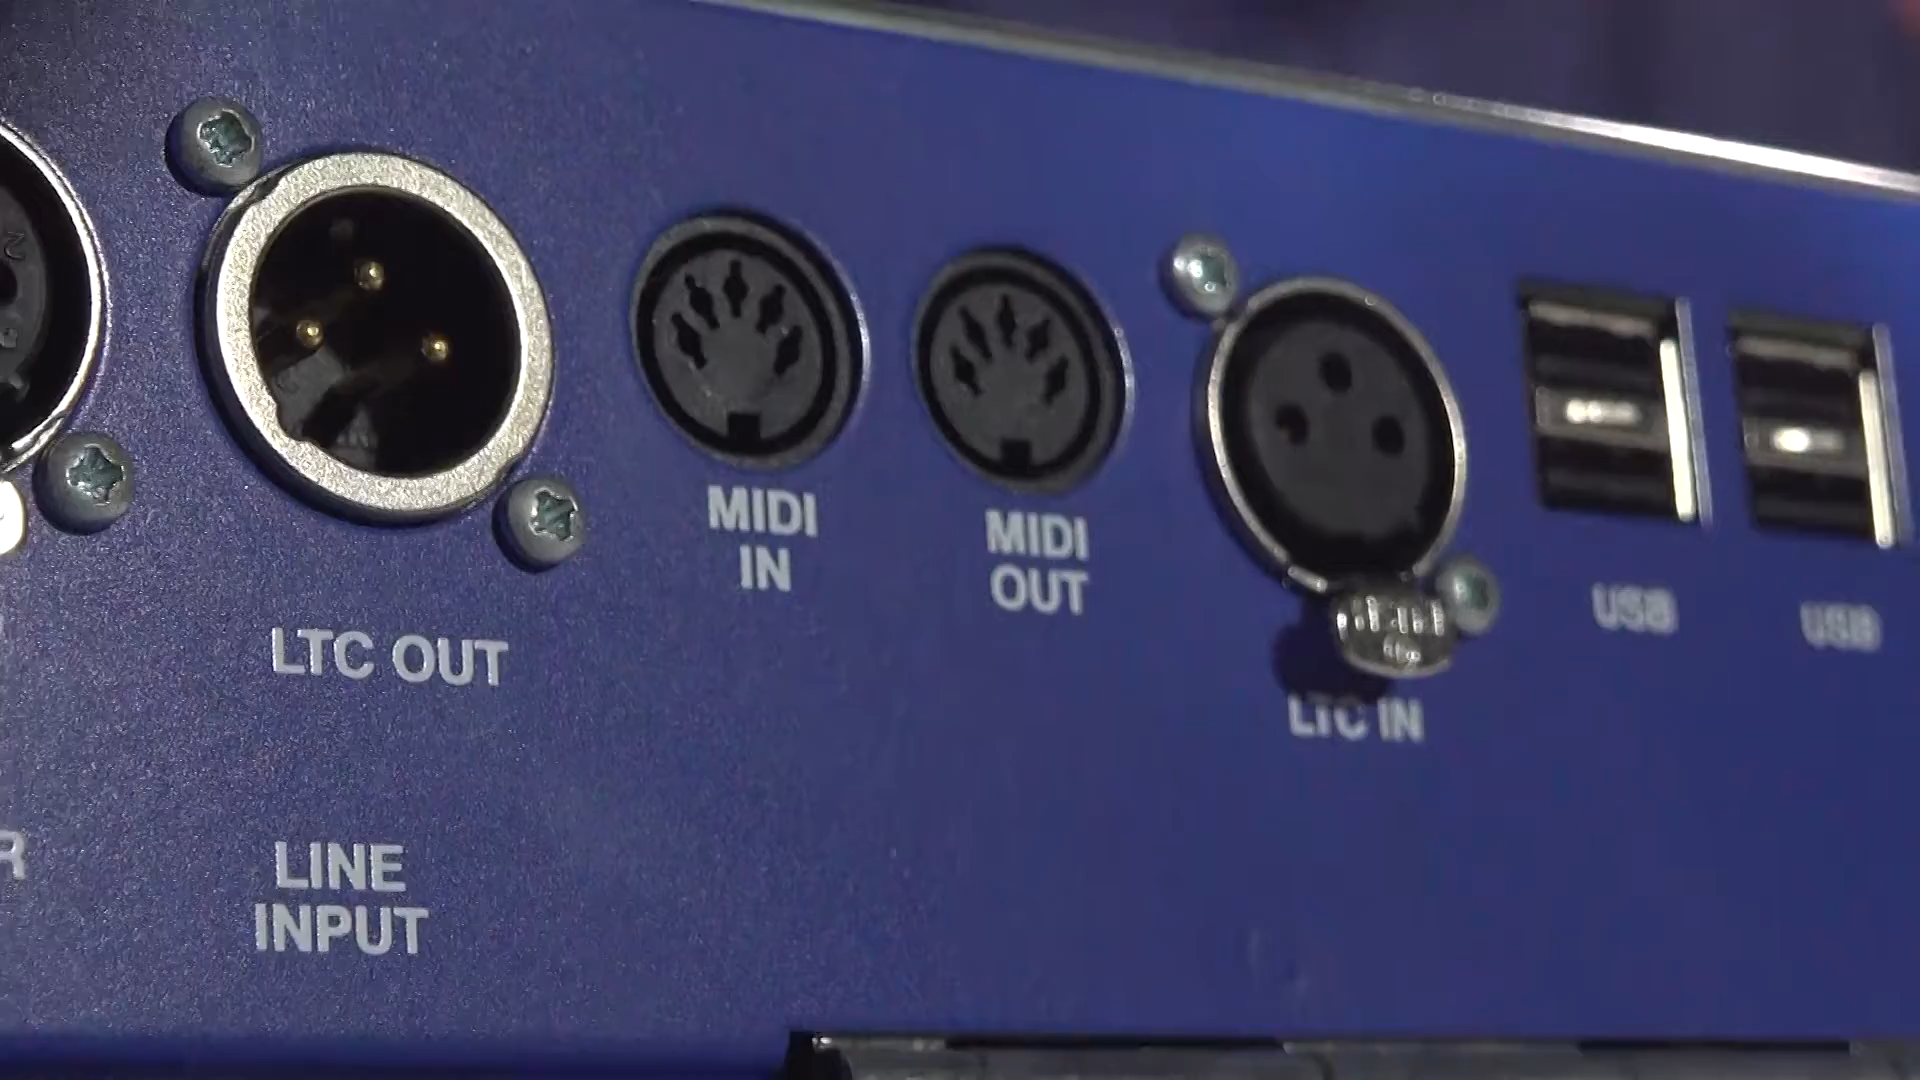 LTC OUT
MIDI
IN
MIDI
OUT
LTC IN
USB
USB
R
LINE
INPUT